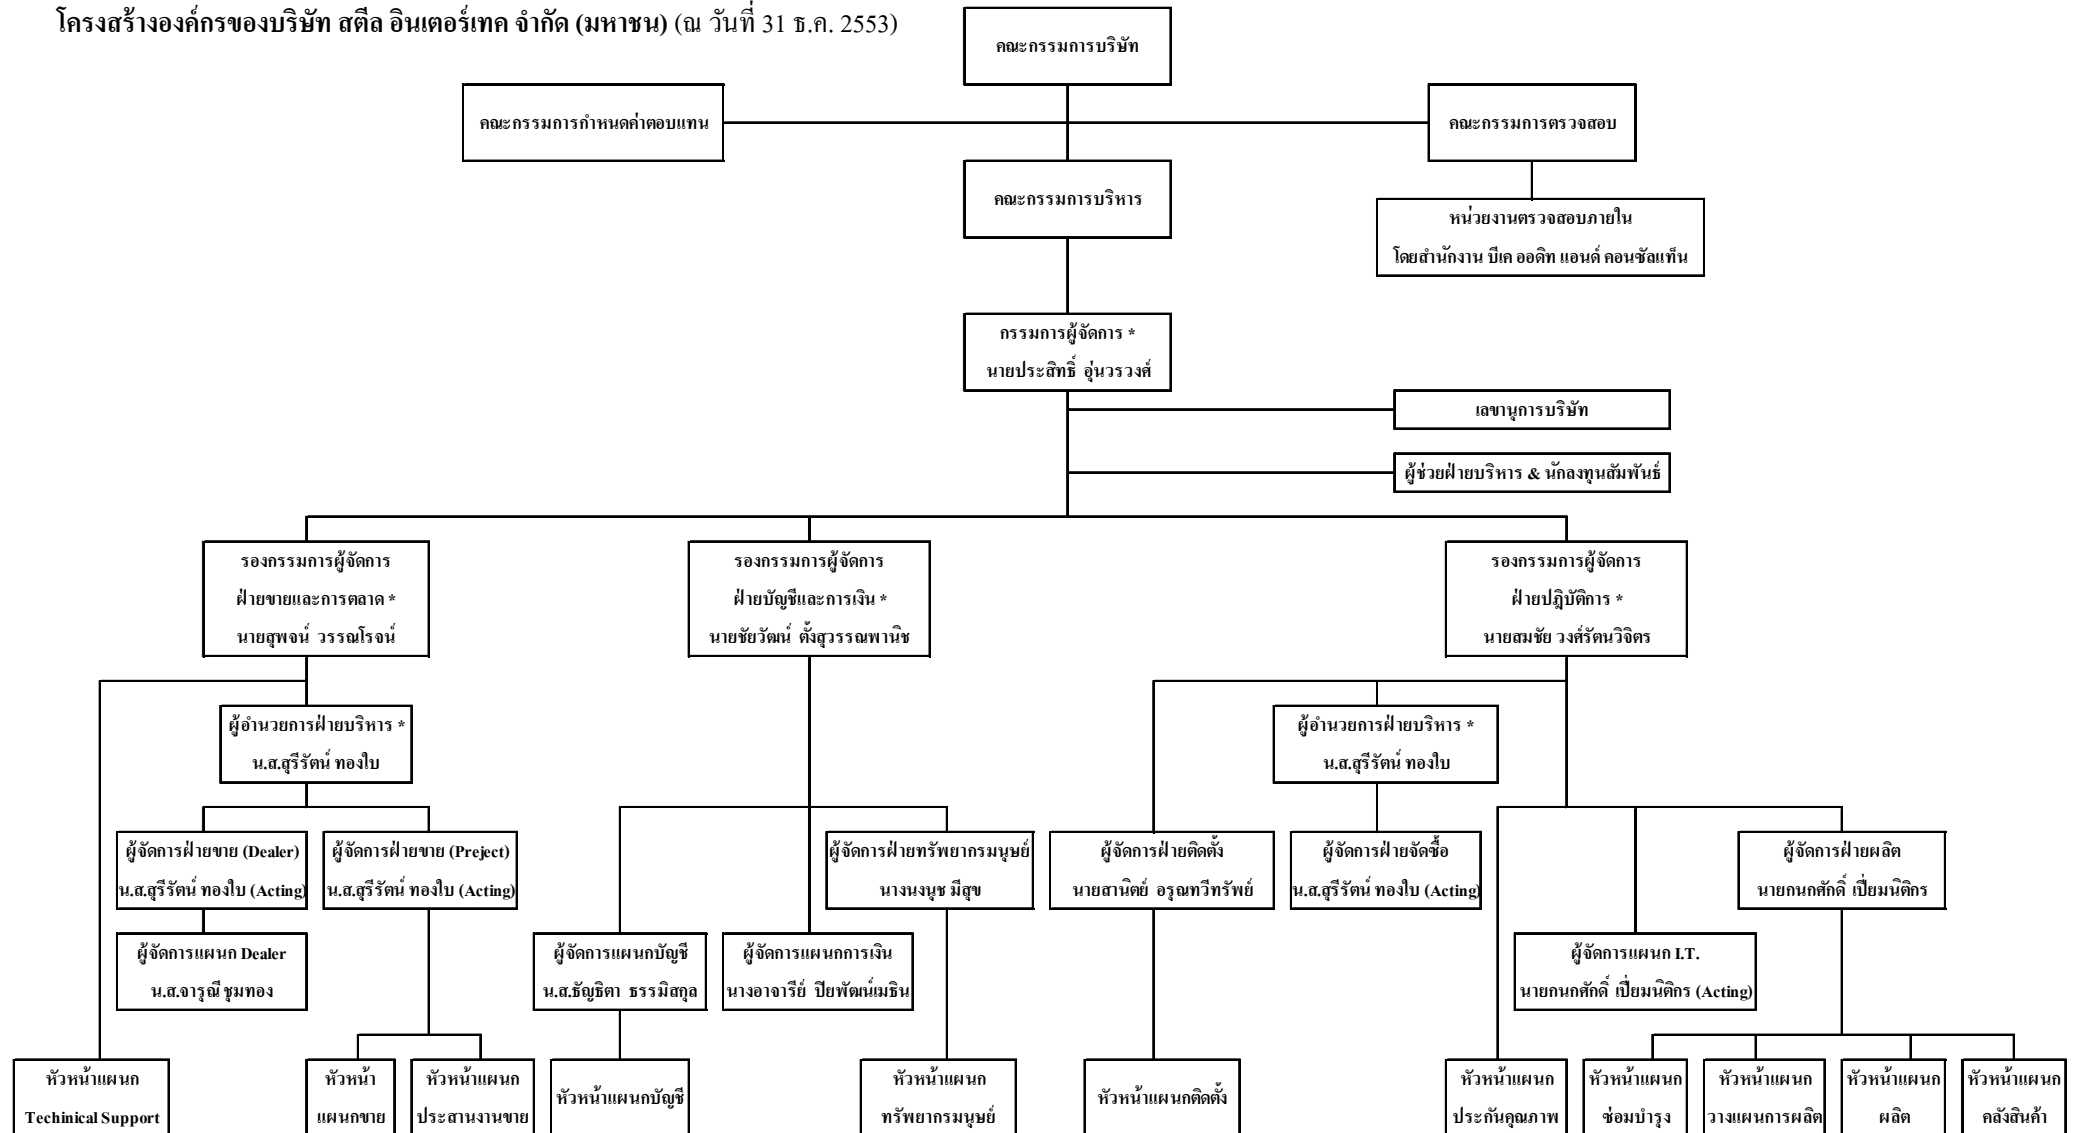 โครงสร้างองค์กรของบริษัท สตีล อินเตอร์เทค จำกัด (มหาชน) (ณ วันที่ 31 ธ.ค. 2553)
คณะกรรมการบริษัท
คณะกรรมการกำหนดค่าตอบแทน
คณะกรรมการตรวจสอบ
คณะกรรมการบริหาร
หน่วยงานตรวจสอบภายใน
โดยสำนักงาน บีเค ออดิท แอนด์ คอนซัลแท็น
กรรมการผู้จัดการ *
นายประสิทธิ์ อุ่นวรวงศ์
เลขานุการบริษัท
ผู้ช่วยฝ่ายบริหาร & นักลงทุนสัมพันธ์
รองกรรมการผู้จัดการ
ฝ่ายขายและการตลาด *
นายสุพจน์ วรรณโรจน์
รองกรรมการผู้จัดการ
ฝ่ายบัญชีและการเงิน *
นายชัยวัฒน์ ตั้งสุวรรณพานิช
รองกรรมการผู้จัดการ
ฝ่ายปฎิบัติการ *
นายสมชัย วงศ์รัตนวิจิตร
ผู้อำนวยการฝ่ายบริหาร *
น.ส.สุรีรัตน์ ทองใบ
ผู้อำนวยการฝ่ายบริหาร *
น.ส.สุรีรัตน์ ทองใบ
ผู้จัดการฝ่ายขาย (Dealer)
น.ส.สุรีรัตน์ ทองใบ (Acting)
ผู้จัดการฝ่ายขาย (Preject)
น.ส.สุรีรัตน์ ทองใบ (Acting)
ผู้จัดการฝ่ายทรัพยากรมนุษย์
นางนงนุช มีสุข
ผู้จัดการฝ่ายติดตั้ง
นายสานิตย์ อรุณทวีทรัพย์
ผู้จัดการฝ่ายจัดซื้อ
น.ส.สุรีรัตน์ ทองใบ (Acting)
ผู้จัดการฝ่ายผลิต
นายกนกศักดิ์ เปี่ยมนิติกร
ผู้จัดการแผนก Dealer
น.ส.จารุณี ชุมทอง
ผู้จัดการแผนกบัญชี
น.ส.ธัญธิตา ธรรมิสกุล
ผู้จัดการแผนกการเงิน
นางอาจารีย์ ปิยพัฒน์เมธิน
ผู้จัดการแผนก I.T.
นายกนกศักดิ์ เปี่ยมนิติกร (Acting)
หัวหน้าแผนก
Techinical Support
หัวหน้า
แผนกขาย
หัวหน้าแผนก
ประสานงานขาย
หัวหน้าแผนกบัญชี
หัวหน้าแผนก
ทรัพยากรมนุษย์
หัวหน้าแผนกติดตั้ง
หัวหน้าแผนก
ประกันคุณภาพ
หัวหน้าแผนก
ซ่อมบำรุง
หัวหน้าแผนก
วางแผนการผลิต
หัวหน้าแผนก
ผลิต
หัวหน้าแผนก
คลังสินค้า